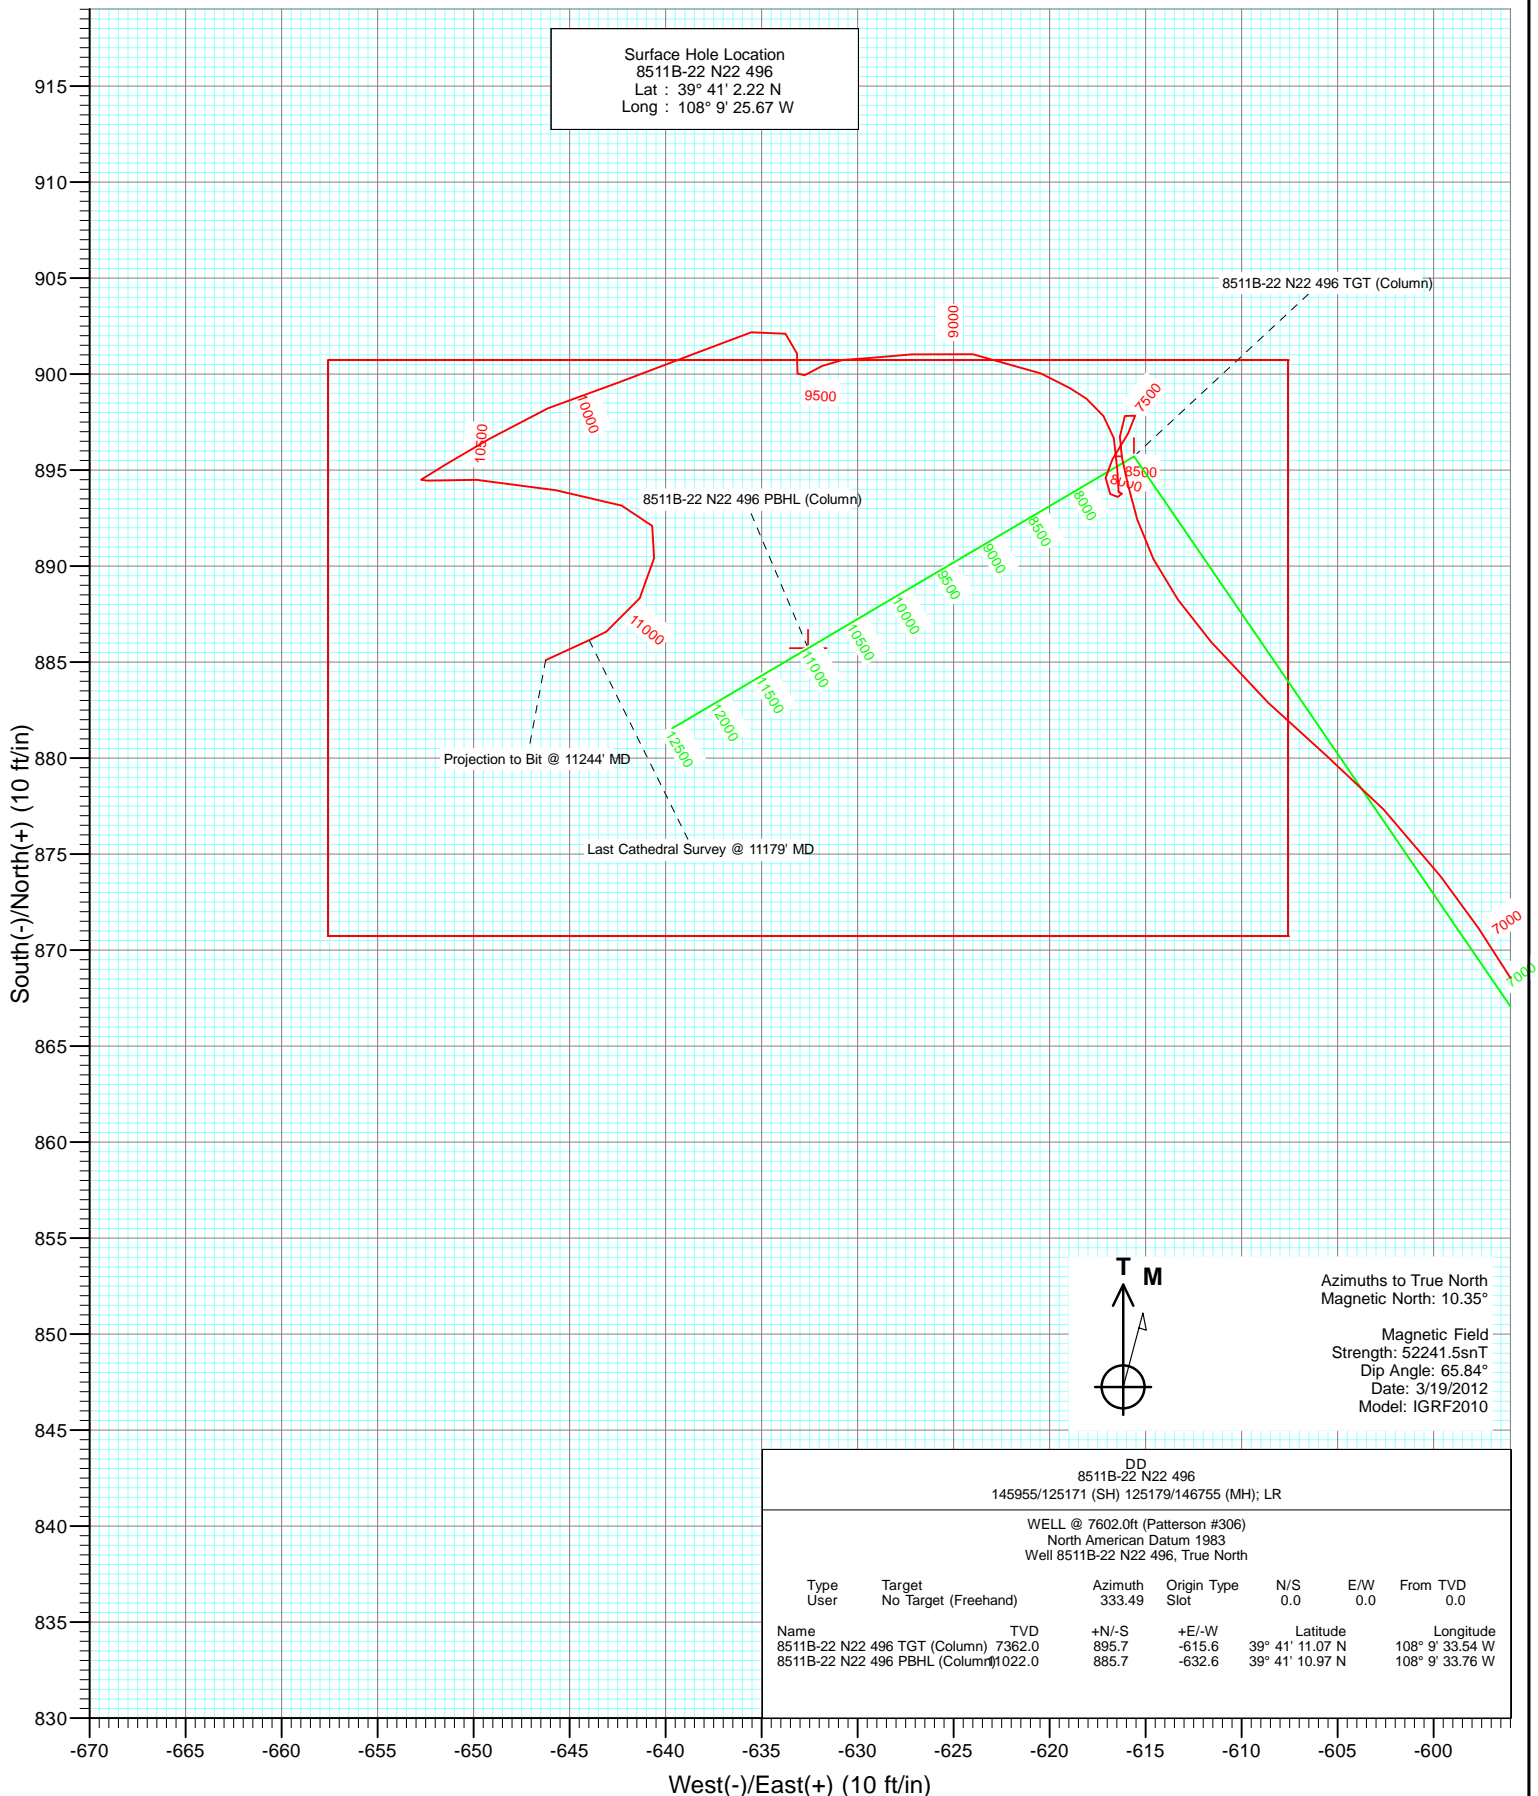 Surface Hole Location
8511B-22 N22 496
Lat : 39° 41' 2.22 N
Long : 108° 9' 25.67 W
915
910
905
900
895
890
885
880
875
870
865
860
855
850
845
840
835
830
South(-)/North(+) (10 ft/in)
8511B-22 N22 496 TGT (Column)
9000
9500
7500
10000
10500
8500
8000
8511B-22 N22 496 PBHL (Column)
8000
8500
9000
9500
10000
10500
11000
11500
12000
12500
11000
Projection to Bit @ 11244' MD
Last Cathedral Survey @ 11179' MD
7000
7000
T M
Azimuths to True North
Magnetic North: 10.35°
Magnetic Field
Strength: 52241.5snT
Dip Angle: 65.84°
Date: 3/19/2012
Model: IGRF2010
DD
8511B-22 N22 496
145955/125171 (SH) 125179/146755 (MH); LR
WELL @ 7602.0ft (Patterson #306)
North American Datum 1983
Well 8511B-22 N22 496, True North
Type Target Azimuth Origin Type N/S E/W From TVD
User No Target (Freehand) 333.49 Slot 0.0 0.0 0.0
Name TVD +N/-S +E/-W Latitude Longitude
8511B-22 N22 496 TGT (Column) 7362.0 895.7 -615.6 39° 41' 11.07 N 108° 9' 33.54 W
8511B-22 N22 496 PBHL (Column) 11022.0 885.7 -632.6 39° 41' 10.97 N 108° 9' 33.76 W
-670 -665 -660 -655 -650 -645 -640 -635 -630 -625 -620 -615 -610 -605 -600
West(-)/East(+) (10 ft/in)